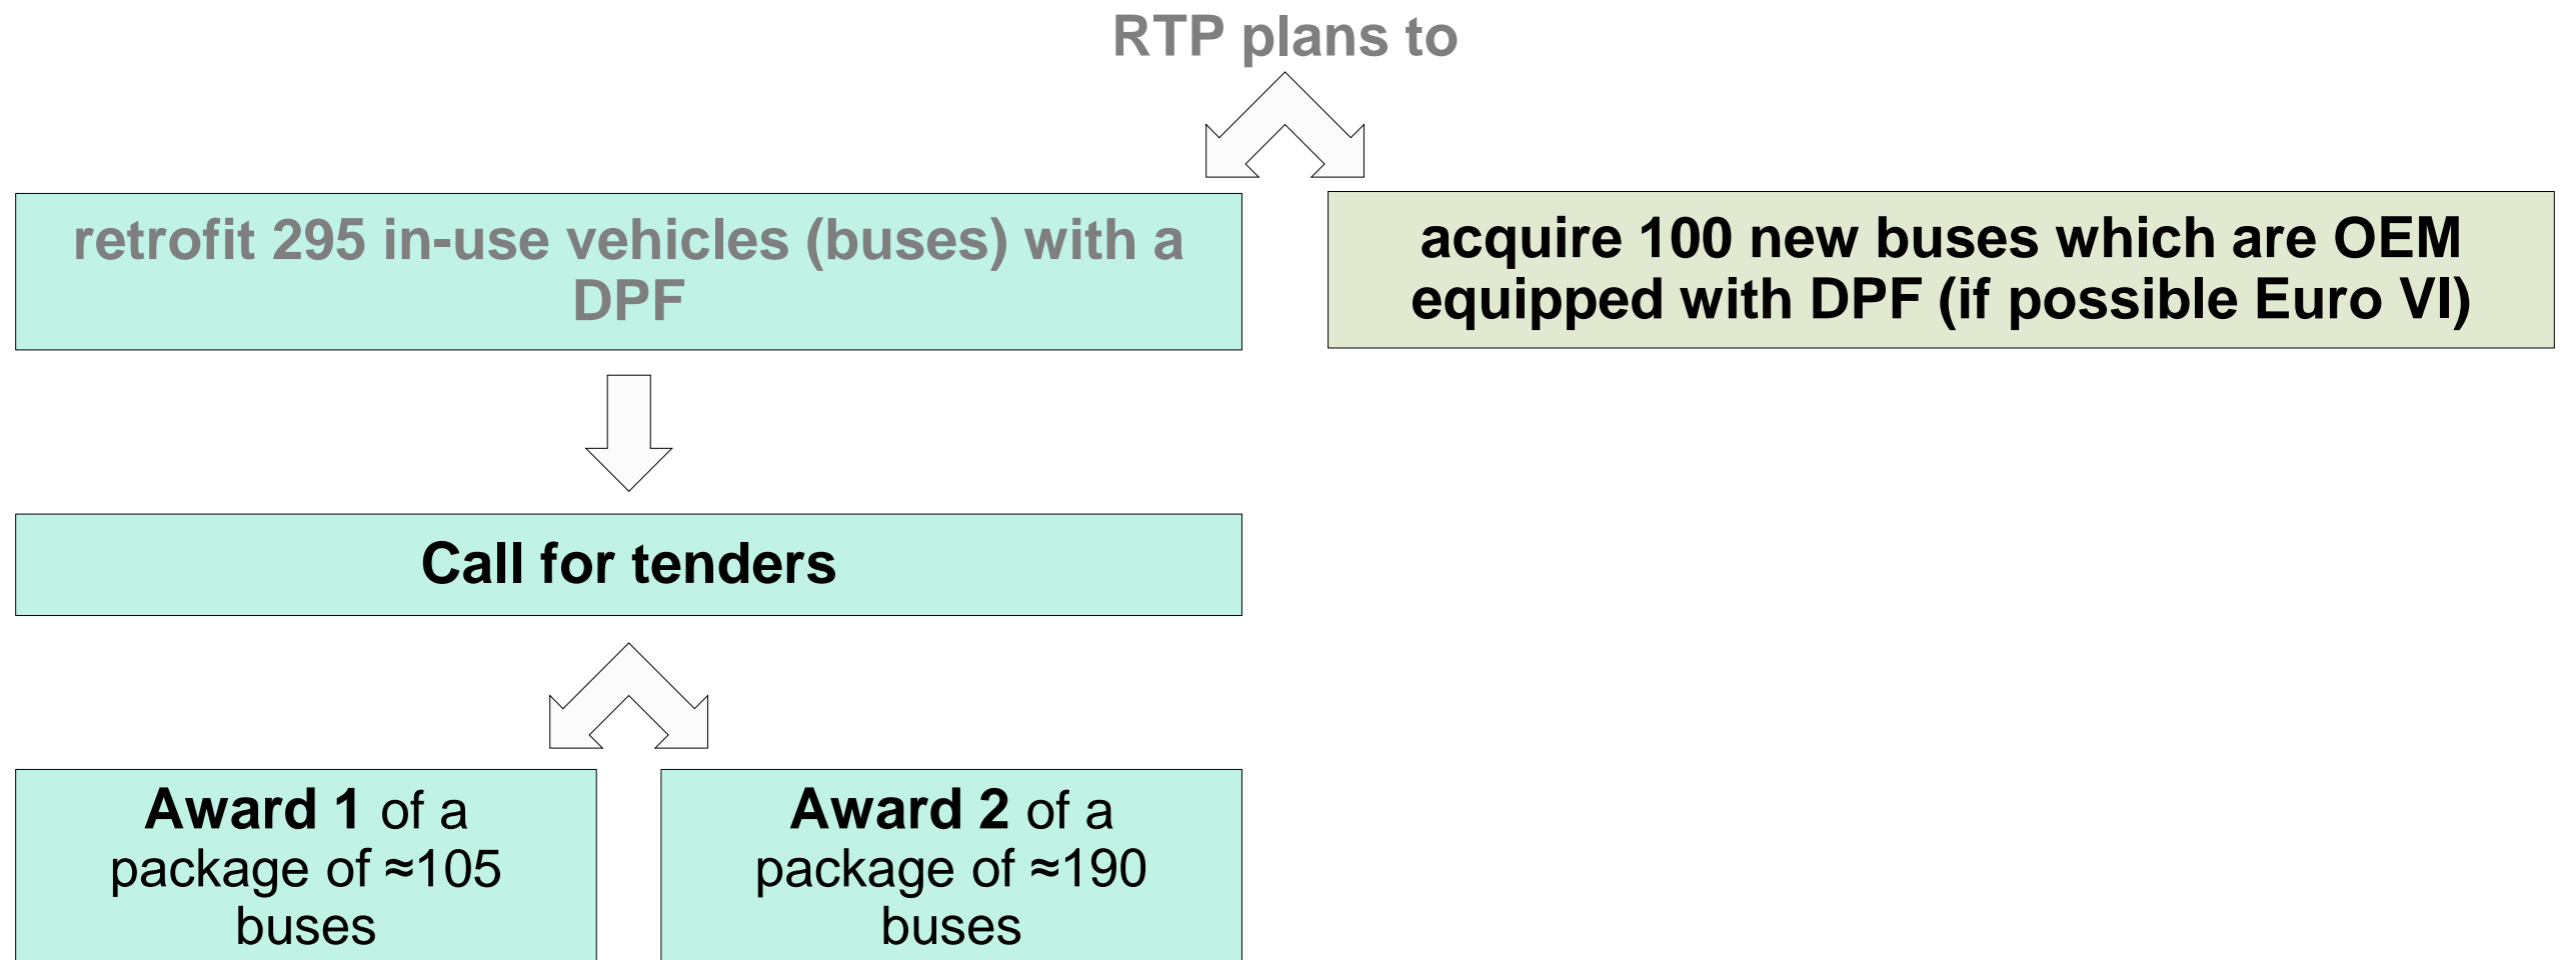 RTP plans to
retrofit 295 in-use vehicles (buses) with a
DPF
acquire 100 new buses which are OEM
equipped with DPF (if possible Euro VI)
Call for tenders
Award 1 of a
package of ≈105
buses
Award 2 of a
package of ≈190
buses